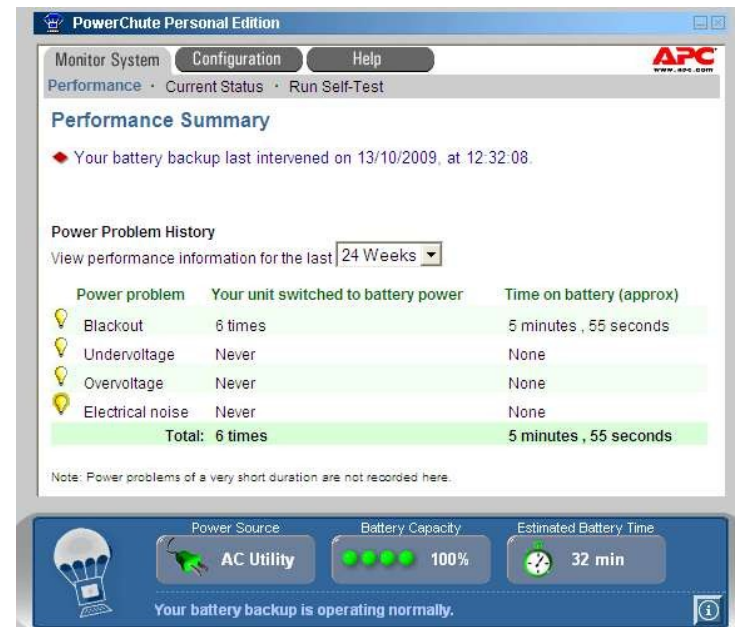 PowerChute Personal Edition
Monitor System Configuration Help
APC
www.apc.com
Performance · Current Status · Run Self-Test
Performance Summary
Your battery backup last intervened on 13/10/2009, at 12:32:08.
Power Problem History
View performance information for the last 24 Weeks
Power problem Your unit switched to battery power Time on battery (approx)
Blackout 6 times 5 minutes , 55 seconds
Undervoltage Never None
Overvoltage Never None
Electrical noise Never None
Total: 6 times 5 minutes , 55 seconds
Note: Power problems of a very short duration are not recorded here.
Power Source Battery Capacity Estimated Battery Time
AC Utility 100% 32 min
Your battery backup is operating normally.